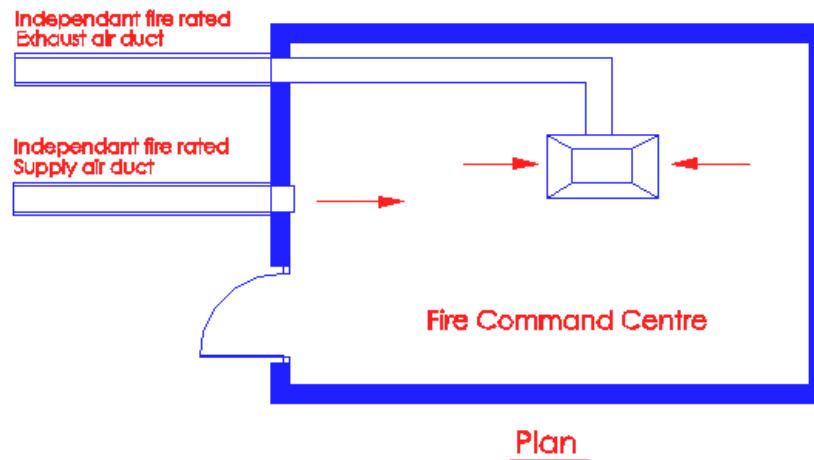 Independant fire rated
Exhaust air duct
Independant fire rated
Supply air duct
Fire Command Centre
Plan